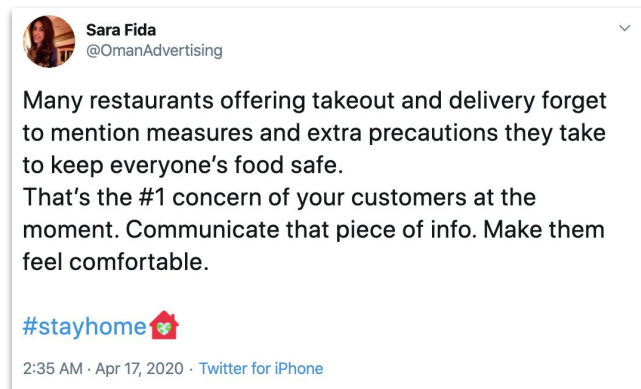 Sara Fida
@OmanAdvertising
Many restaurants offering takeout and delivery forget
to mention measures and extra precautions they take
to keep everyone’s food safe.
That’s the #1 concern of your customers at the
moment. Communicate that piece of info. Make them
feel comfortable.
#stayhome
2:35 AM · Apr 17, 2020 · Twitter for iPhone